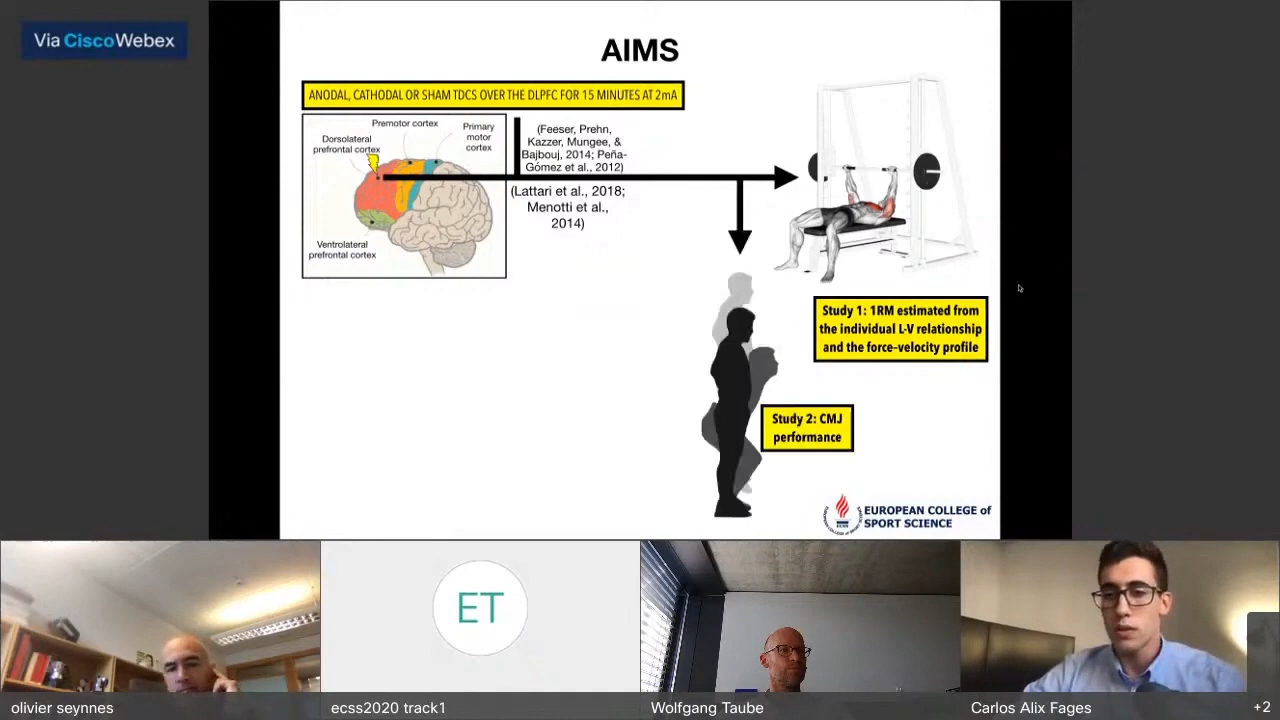 Via CiscoWebex
AIMS
ANODAL, CATHODAL OR SHAM TDCS OVER THE DLPFC FOR 15 MINUTES AT 2mA
Premotor cortex
Primary
motor
cortex
Dorsolateral
prefrontal cortex
Ventrolateral
prefrontal cortex
(Feeser, Prehn,
Kazzer, Mungee, &
Bajbouj, 2014; Peña-
Gómez et al., 2012)
(Lattari et al., 2018;
Menotti et al.,
2014)
Study 1: 1RM estimated from
the individual L-V relationship
and the force-velocity profile
Study 2: CMJ
performance
EUROPEAN COLLEGE of
SPORT SCIENCE
ET
olivier seynnes
ecss2020 track1
Wolfgang Taube
Carlos Alix Fages
+2